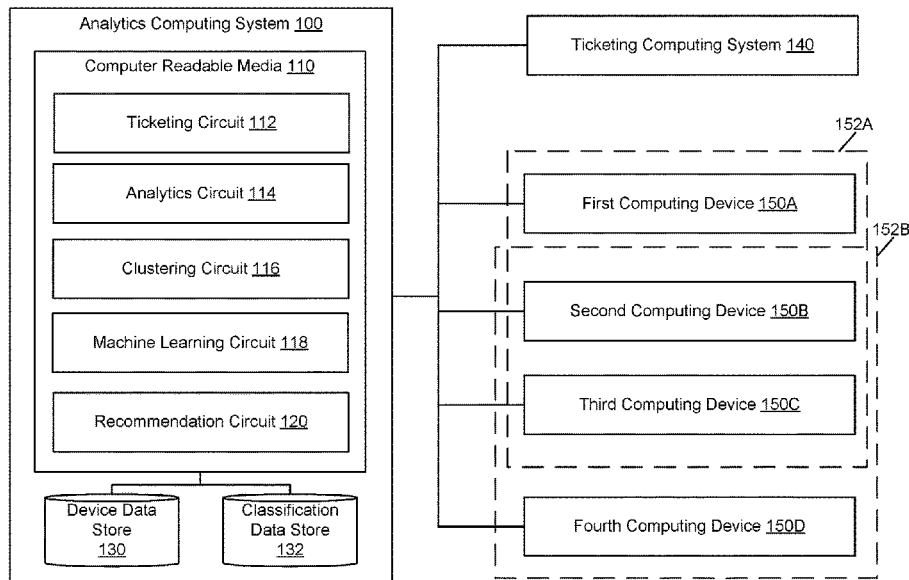 Analytics Computing System 100
Computer Readable Media 110
Ticketing Circuit 112
Analytics Circuit 114
Clustering Circuit 116
Machine Learning Circuit 118
Recommendation Circuit 120
Device Data
Store
130
Classification
Data Store
132
Ticketing Computing System 140
152A
First Computing Device 150A
152B
Second Computing Device 150B
Third Computing Device 150C
Fourth Computing Device 150D